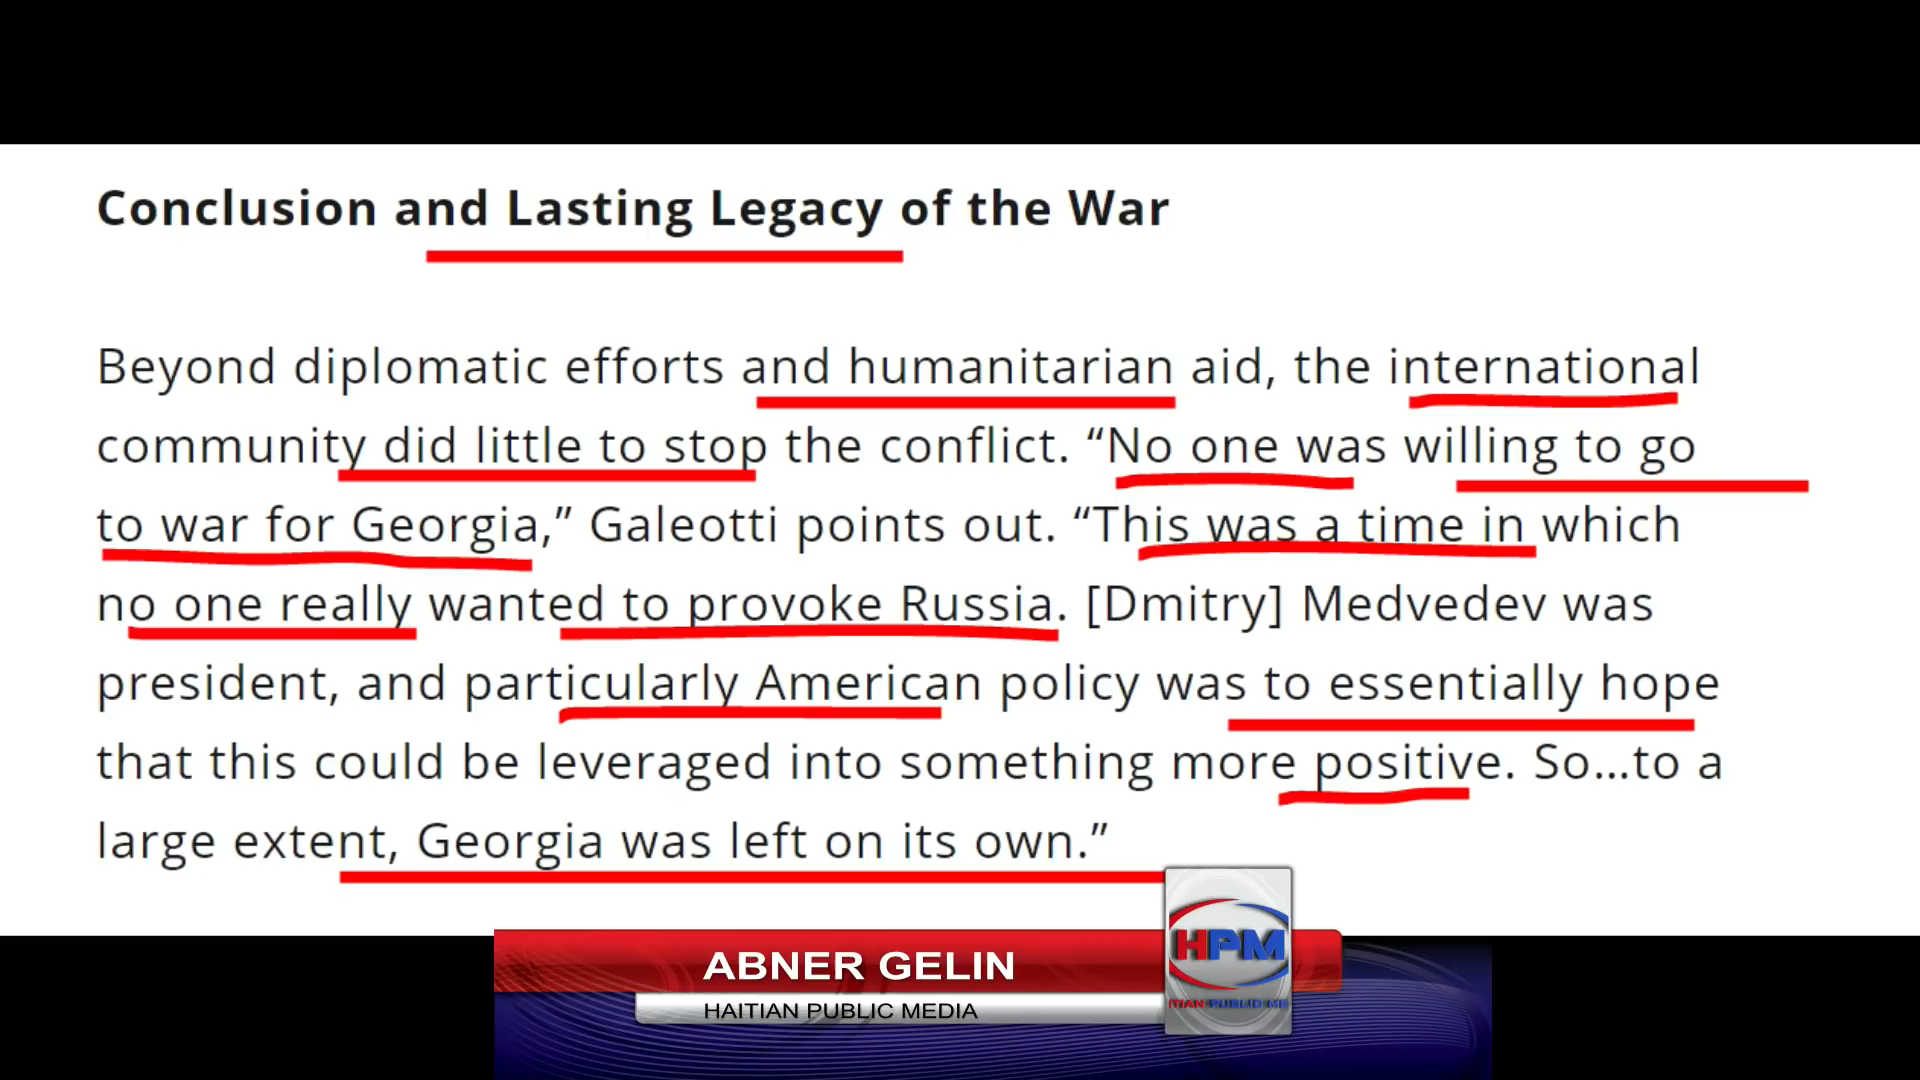 Conclusion and Lasting Legacy of the War
Beyond diplomatic efforts and humanitarian aid, the international
community did little to stop the conflict. “No one was willing to go
to war for Georgia,” Galeotti points out. “This was a time in which
no one really wanted to provoke Russia. [Dmitry] Medvedev was
president, and particularly American policy was to essentially hope
that this could be leveraged into something more positive. So…to a
large extent, Georgia was left on its own.”
HPM
ITIAN PUBLIC ME
ABNER GELIN
HAITIAN PUBLIC MEDIA